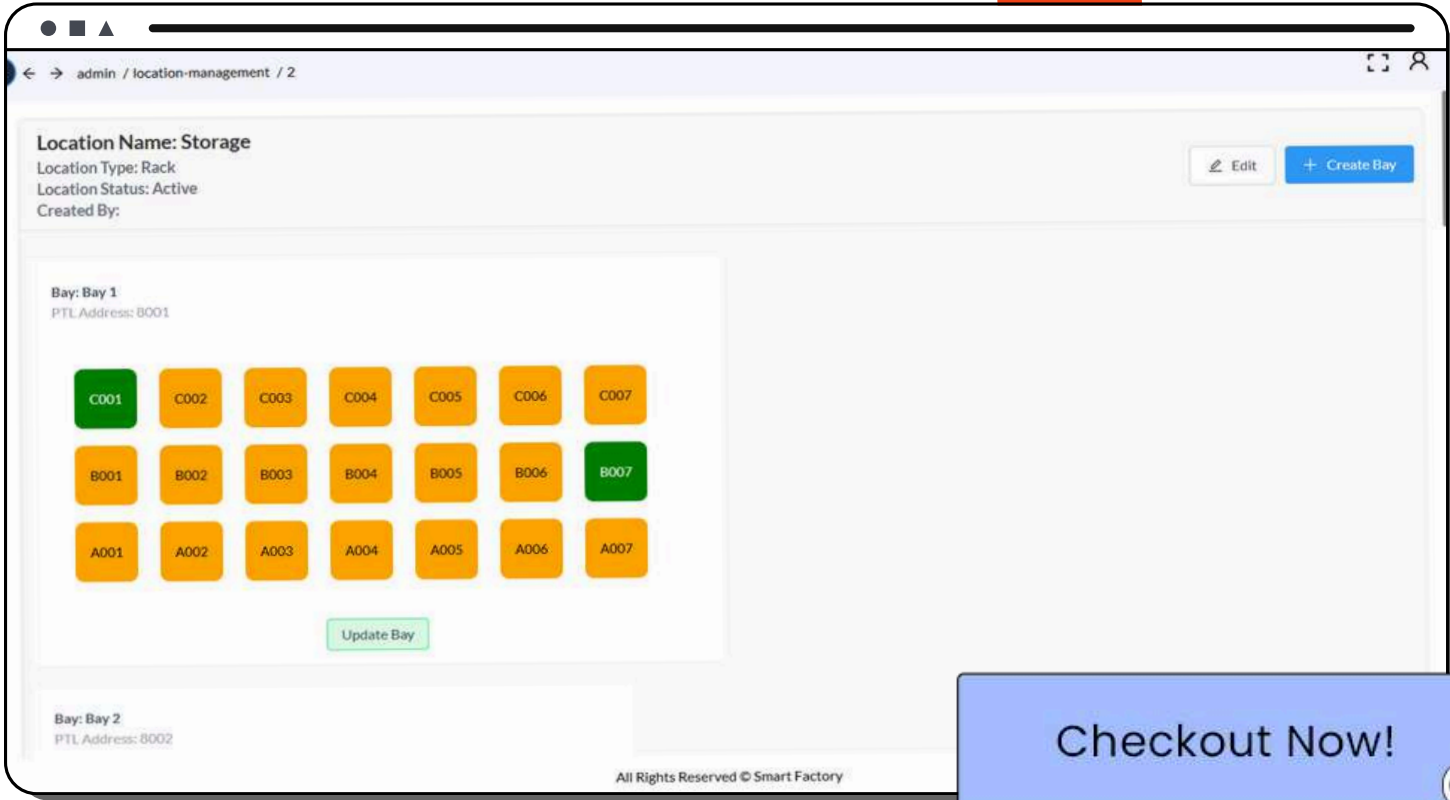 admin / location-management / 2
Location Name: Storage
Location Type: Rack
Location Status: Active
Created By:
Edit
+ Create Bay
Bay: Bay 1
PTL Address: 8001
C001 C002 C003 C004 C005 C006 C007
B001 B002 B003 B004 B005 B006 B007
A001 A002 A003 A004 A005 A006 A007
Update Bay
Bay: Bay 2
PTL Address: 8002
Checkout Now!
All Rights Reserved © Smart Factory